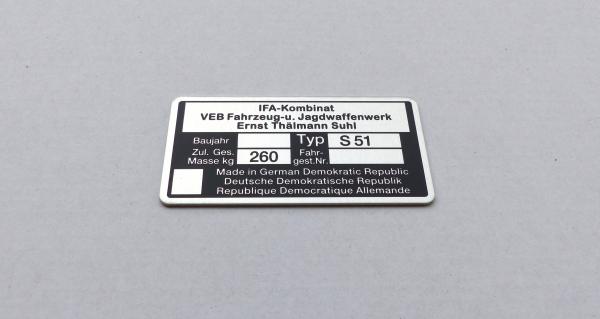 IFA-Kombinat
VEB Fahrzeug-u. Jagdwaffenwerk
Ernst Thälmann Suhl
Baujahr Typ S 51
Zul. Ges. Masse kg 260 Fahr-gest.Nr.
Made in German Demokratic Republic
Deutsche Demokratische Republik
Republique Democratique Allemande